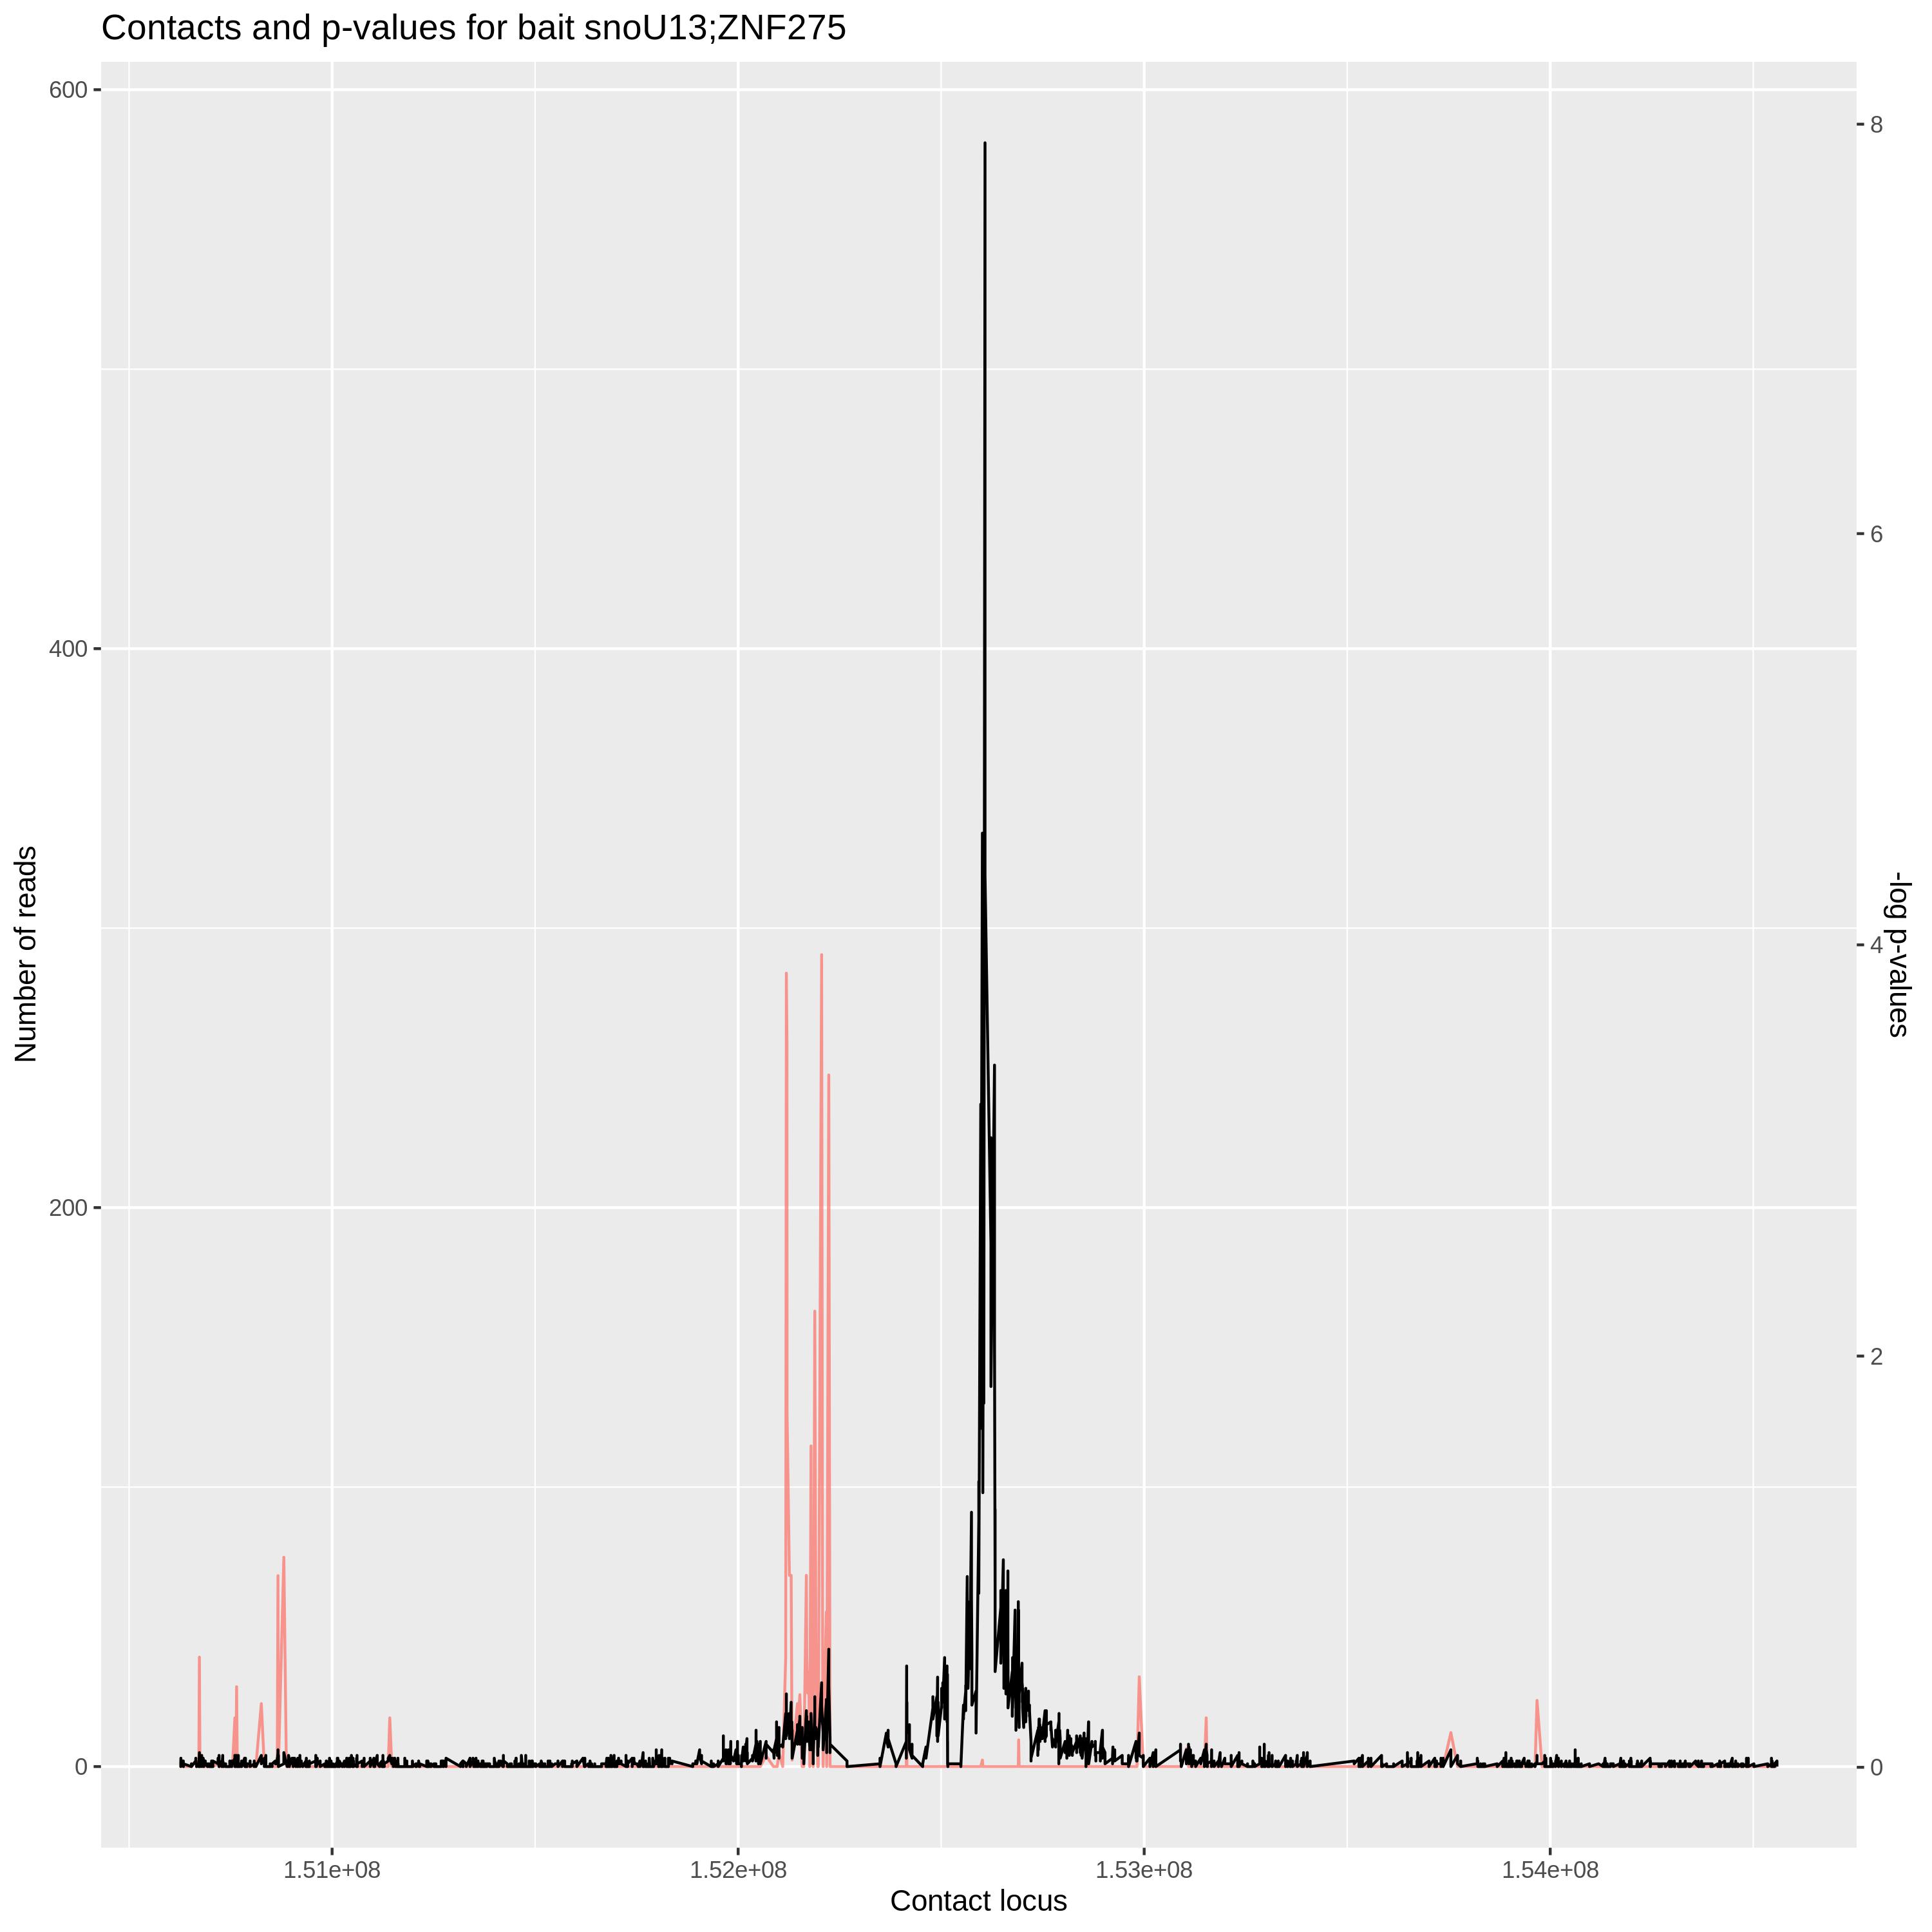 Contacts and p-values for bait snoU13;ZNF275
600
400
200
0
Number of reads
8
6
4
2
0
-log p-values
1.51e+08
1.52e+08
1.53e+08
1.54e+08
Contact locus